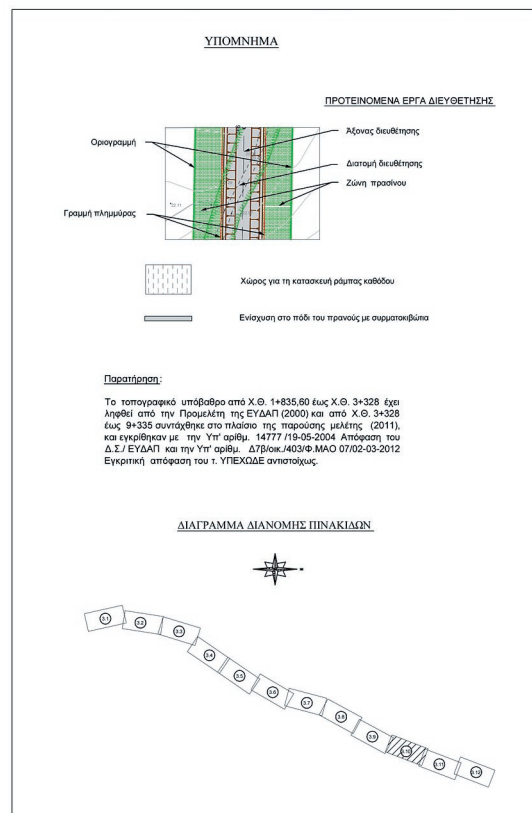 ΥΠΟΜΝΗΜΑ
ΠΡΟΤΕΙΝΟΜΕΝΑ ΕΡΓΑ ΔΙΕΥΘΕΤΗΣΗΣ
Οριογραμμή
Άξονας διευθέτησης
Διατομή διευθέτησης
Ζώνη πρασίνου
Γραμμή πλημμύρας
Χώρος για τη κατασκευή ράμπας καθόδου
Ενίσχυση στο πόδι του πρανούς με συρματοκιβώτια
Παρατήρηση :
Το τοπογραφικό υπόβαθρο από Χ.Θ. 1+835,60 έως Χ.Θ. 3+328 έχει
ληφθεί από την Προμελέτη της ΕΥΔΑΠ (2000) και από Χ.Θ. 3+328
έως 9+335 συντάχθηκε στο πλαίσιο της παρούσης μελέτης (2011),
και εγκρίθηκαν με την Υπ' αρίθμ. 14777 /19-05-2004 Απόφαση του
Δ.Σ./ ΕΥΔΑΠ και την Υπ' αρίθμ. Δ7β/οικ./403/Φ.ΜΑΟ 07/02-03-2012
Εγκριτική απόφαση του τ. ΥΠΕΧΩΔΕ αντιστοίχως.
ΔΙΑΓΡΑΜΜΑ ΔΙΑΝΟΜΗΣ ΠΙΝΑΚΙΔΩΝ
3.1
3.2
3.3
3.4
3.5
3.6
3.7
3.8
3.9
3.10
3.11
3.12